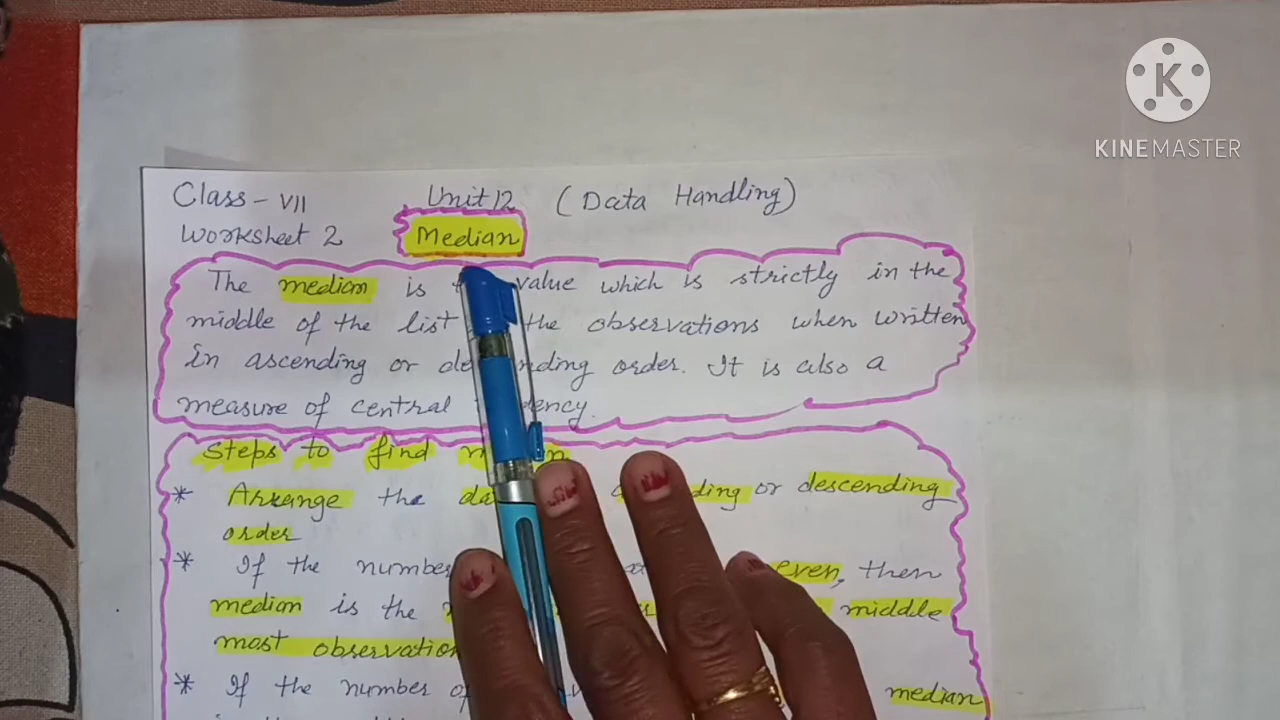 K
KINEMASTER
Class - VII Unit 12 (Data Handling)
Worksheet 2 Median
The median is value which is strictly in the
middle of the list the observations when written
in ascending or descending order. It is also a
measure of central tendency.
Steps to find median
* Arrange the or descending
order
* If the number even, then
median is the middle
most observation
* If the number of median